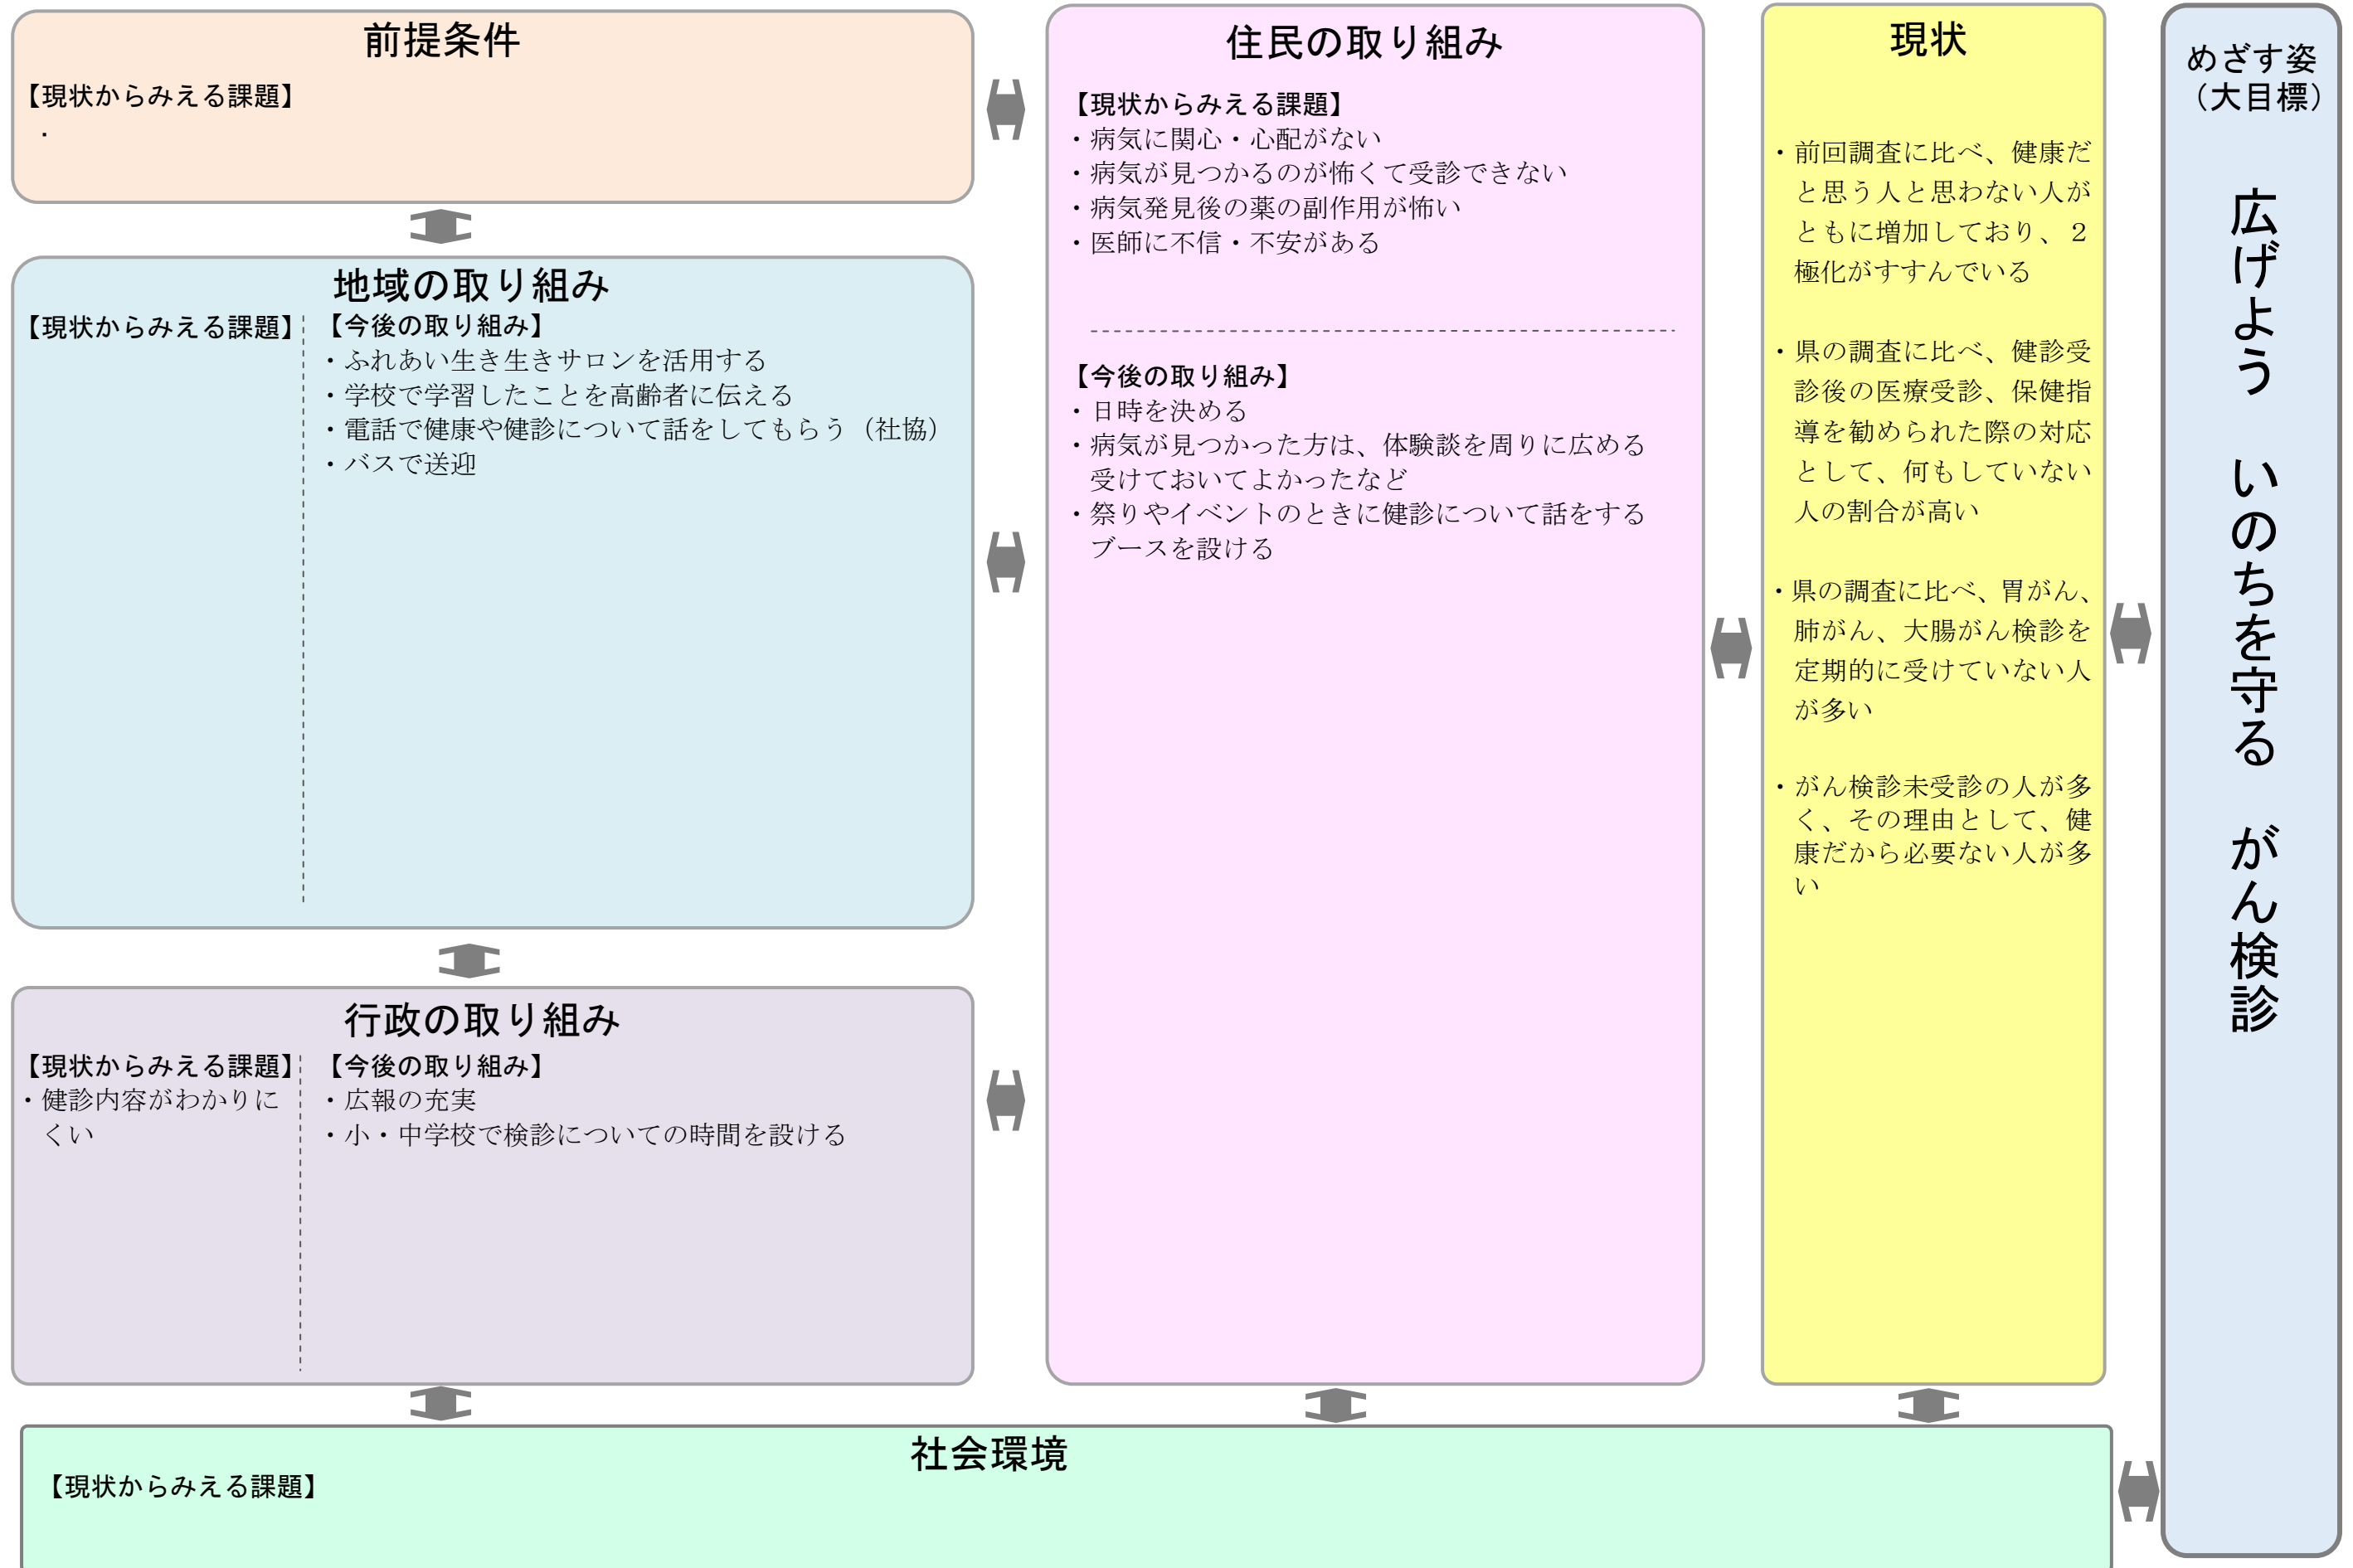 前提条件
【現状からみえる課題】
・
地域の取り組み
【現状からみえる課題】
【今後の取り組み】
・ふれあい生き生きサロンを活用する
・学校で学習したことを高齢者に伝える
・電話で健康や健診について話をしてもらう（社協）
・バスで送迎
行政の取り組み
【現状からみえる課題】
・健診内容がわかりに
くい
【今後の取り組み】
・広報の充実
・小・中学校で検診についての時間を設ける
住民の取り組み
【現状からみえる課題】
・病気に関心・心配がない
・病気が見つかるのが怖くて受診できない
・病気発見後の薬の副作用が怖い
・医師に不信・不安がある
【今後の取り組み】
・日時を決める
・病気が見つかった方は、体験談を周りに広める
受けておいてよかったなど
・祭りやイベントのときに健診について話をする
ブースを設ける
現状
・前回調査に比べ、健康だ
と思う人と思わない人が
ともに増加しており、２
極化がすすんでいる
・県の調査に比べ、健診受
診後の医療受診、保健指
導を勧められた際の対応
として、何もしていない
人の割合が高い
・県の調査に比べ、胃がん、
肺がん、大腸がん検診を
定期的に受けていない人
が多い
・がん検診未受診の人が多
く、その理由として、健
康だから必要ない人が多
い
めざす姿
（大目標）
広げよう　いのちを守る　がん検診
社会環境
【現状からみえる課題】